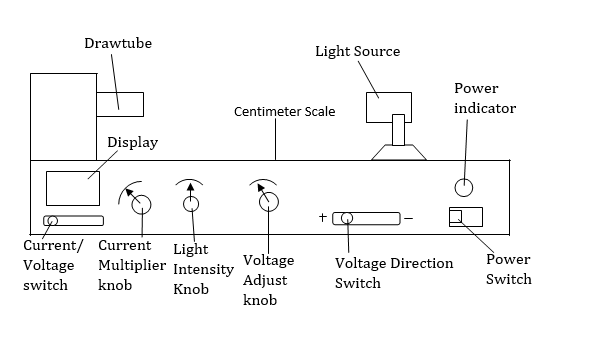 Drawtube
Light Source
Power
indicator
Centimeter Scale
Display
+
−
Current/
Voltage
switch
Current
Multiplier
knob
Light
Intensity
Knob
Voltage
Adjust
knob
Voltage Direction
Switch
Power
Switch